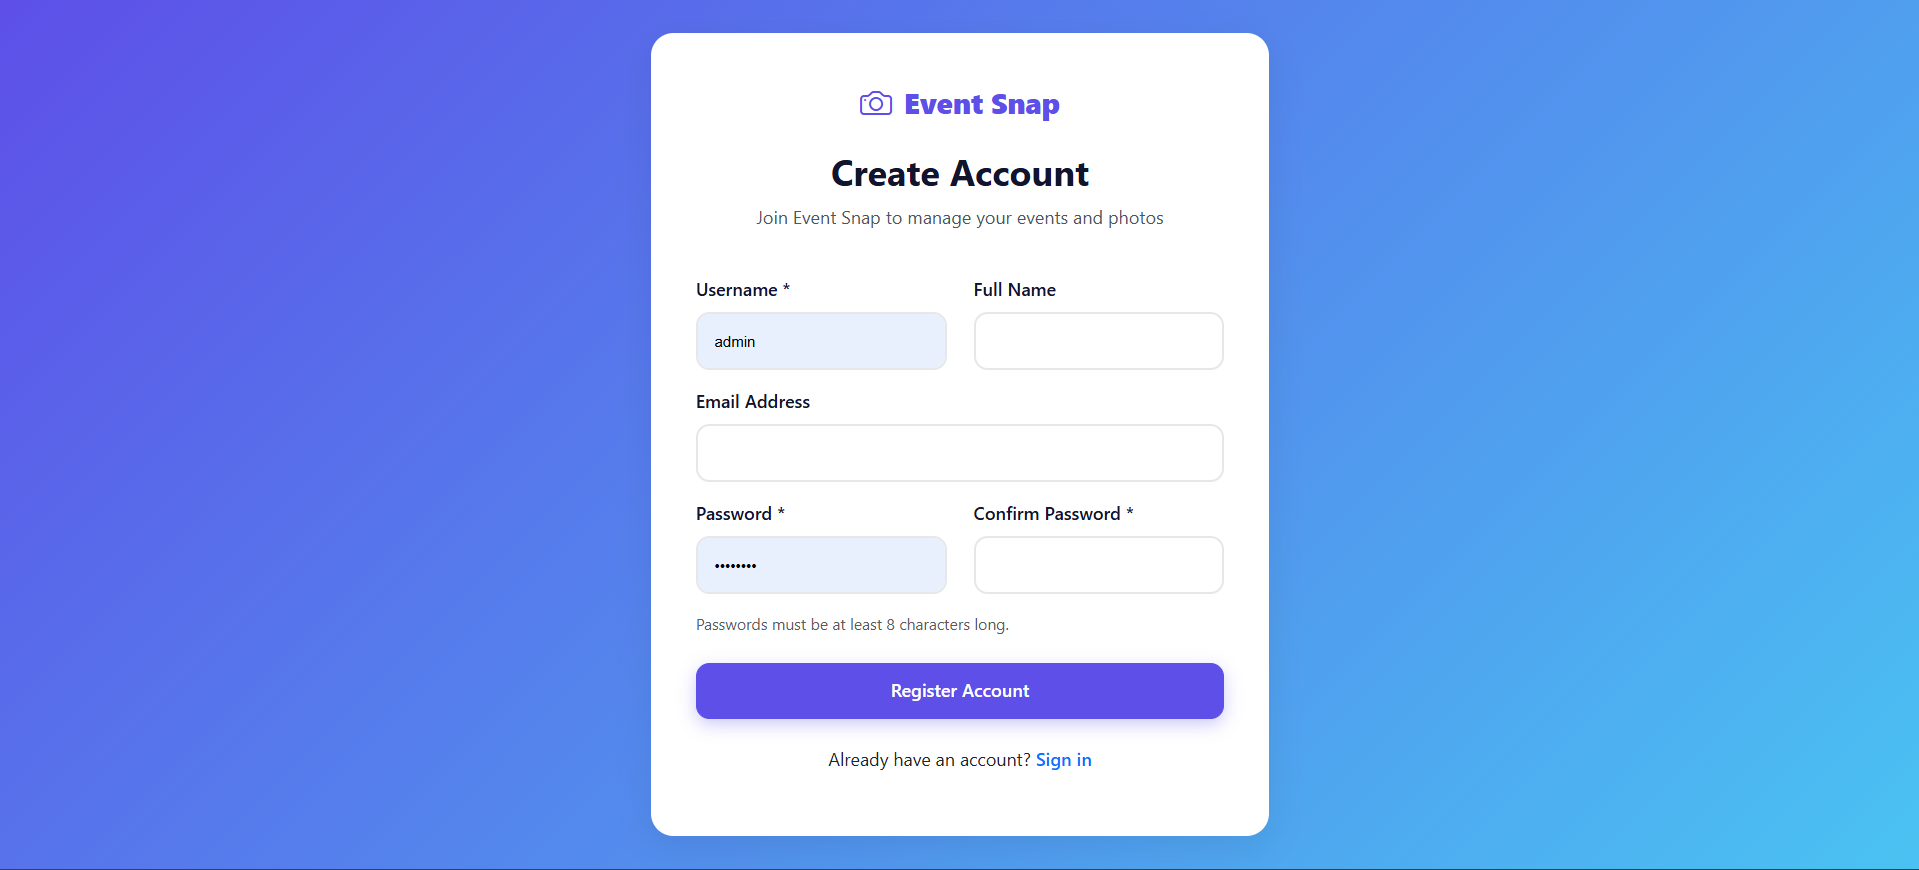 Event Snap
Create Account
Join Event Snap to manage your events and photos
Username * Full Name
admin
Email Address
Password * Confirm Password *
••••••••
Passwords must be at least 8 characters long.
Register Account
Already have an account? Sign in